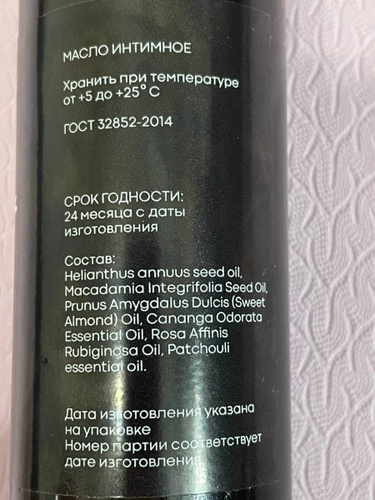 МАСЛО ИНТИМНОЕ
Хранить при температуре
от +5 до +25° С
ГОСТ 32852-2014
СРОК ГОДНОСТИ:
24 месяца с даты
изготовления
Состав:
Helianthus annuus seed oil,
Macadamia Integrifolia Seed Oil,
Prunus Amygdalus Dulcis (Sweet
Almond) Oil, Cananga Odorata
Essential Oil, Rosa Affinis
Rubiginosa Oil, Patchouli
essential oil.
Дата изготовления указана
на упаковке
Номер партии соответствует
дате изготовления